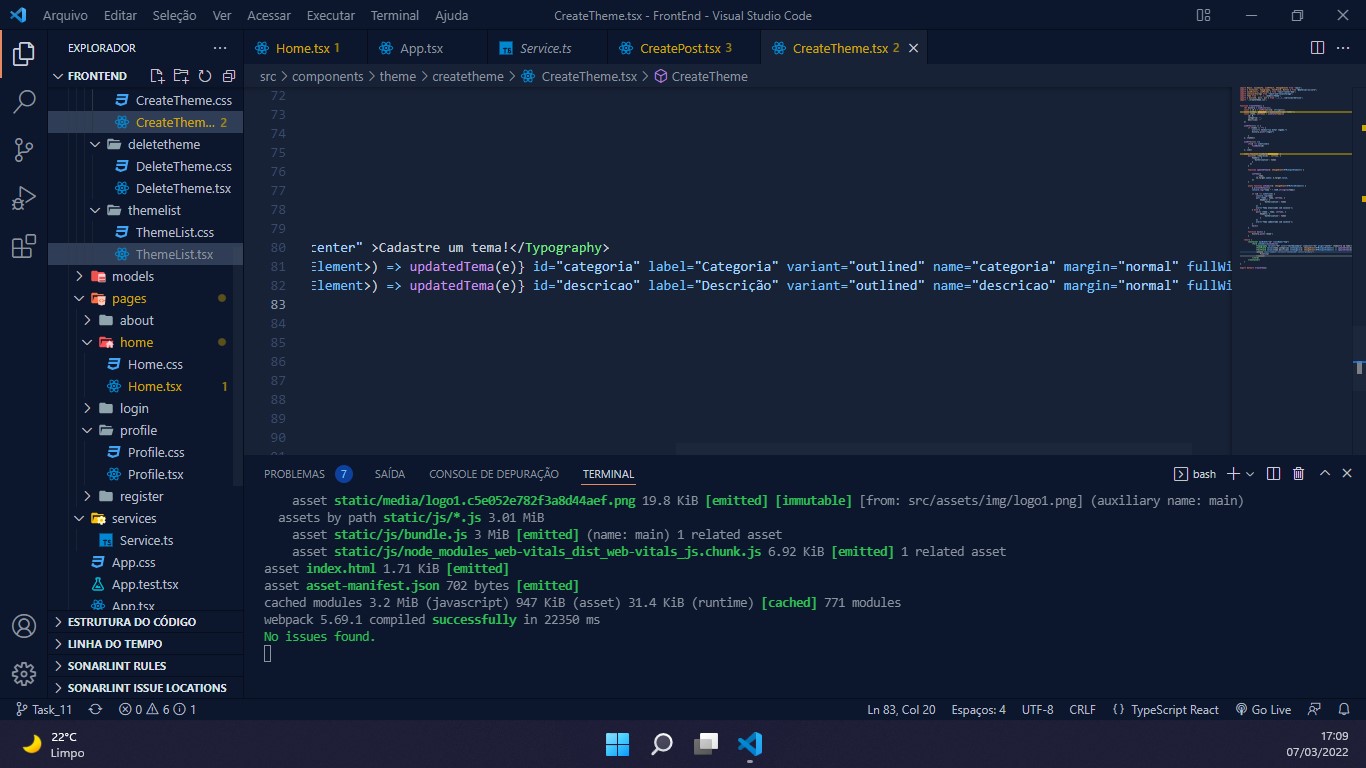 Arquivo Editar Seleção Ver Acessar Executar Terminal Ajuda CreateTheme.tsx - FrontEnd - Visual Studio Code
EXPLORADOR ···
FRONTEND
CreateTheme.css
CreateThem... 2
deletetheme
DeleteTheme.css
DeleteTheme.tsx
themelist
ThemeList.css
ThemeList.tsx
models
pages
about
home
Home.css
Home.tsx 1
login
profile
Profile.css
Profile.tsx
register
services
Service.ts
App.css
App.test.tsx
App.tsx
ESTRUTURA DO CÓDIGO
LINHA DO TEMPO
SONARLINT RULES
SONARLINT ISSUE LOCATIONS
Home.tsx 1 App.tsx Service.ts CreatePost.tsx 3 CreateTheme.tsx 2
src > components > theme > createtheme > CreateTheme.tsx > CreateTheme
72
73
74
75
76
77
78
79
80 center" >Cadastre um tema!</Typography>
81 Element>) => updatedTema(e)} id="categoria" label="Categoria" variant="outlined" name="categoria" margin="normal" fullWi
82 Element>) => updatedTema(e)} id="descricao" label="Descrição" variant="outlined" name="descricao" margin="normal" fullWi
83
84
85
86
87
88
89
90
PROBLEMAS 7 SAÍDA CONSOLE DE DEPURAÇÃO TERMINAL bash
asset static/media/logo1.c5e052e782f3a8d44aef.png 19.8 KiB [emitted] [immutable] [from: src/assets/img/logo1.png] (auxiliary name: main)
assets by path static/js/*.js 3.01 MiB
asset static/js/bundle.js 3 MiB [emitted] (name: main) 1 related asset
asset static/js/node_modules_web-vitals_dist_web-vitals_js.chunk.js 6.92 KiB [emitted] 1 related asset
asset index.html 1.71 KiB [emitted]
asset asset-manifest.json 702 bytes [emitted]
cached modules 3.2 MiB (javascript) 947 KiB (asset) 31.4 KiB (runtime) [cached] 771 modules
webpack 5.69.1 compiled successfully in 22350 ms
No issues found.
Task_11 0 6 1 Ln 83, Col 20 Espaços: 4 UTF-8 CRLF {} TypeScript React Go Live
22°C
Limpo
17:09
07/03/2022